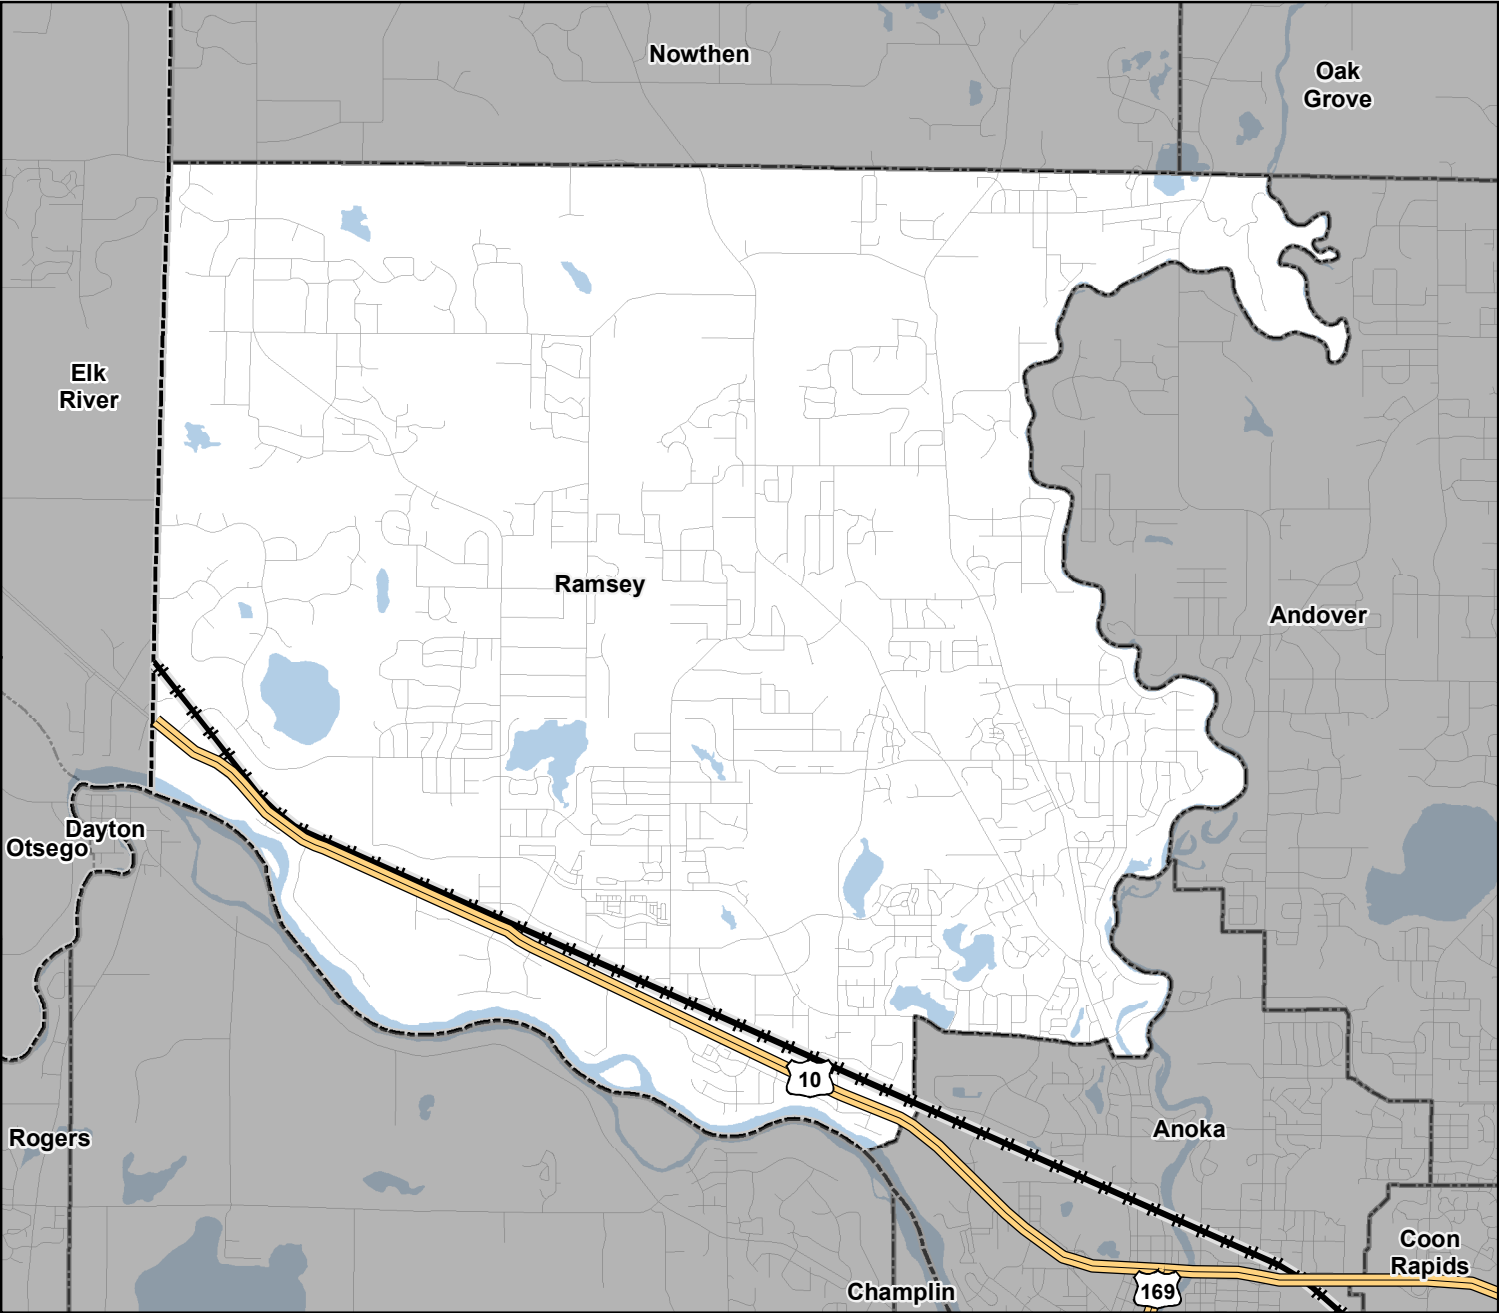 Nowthen
Oak
Grove
Elk
River
Ramsey
Andover
Dayton
Otsego
10
Rogers
Anoka
Coon
Rapids
Champlin
169